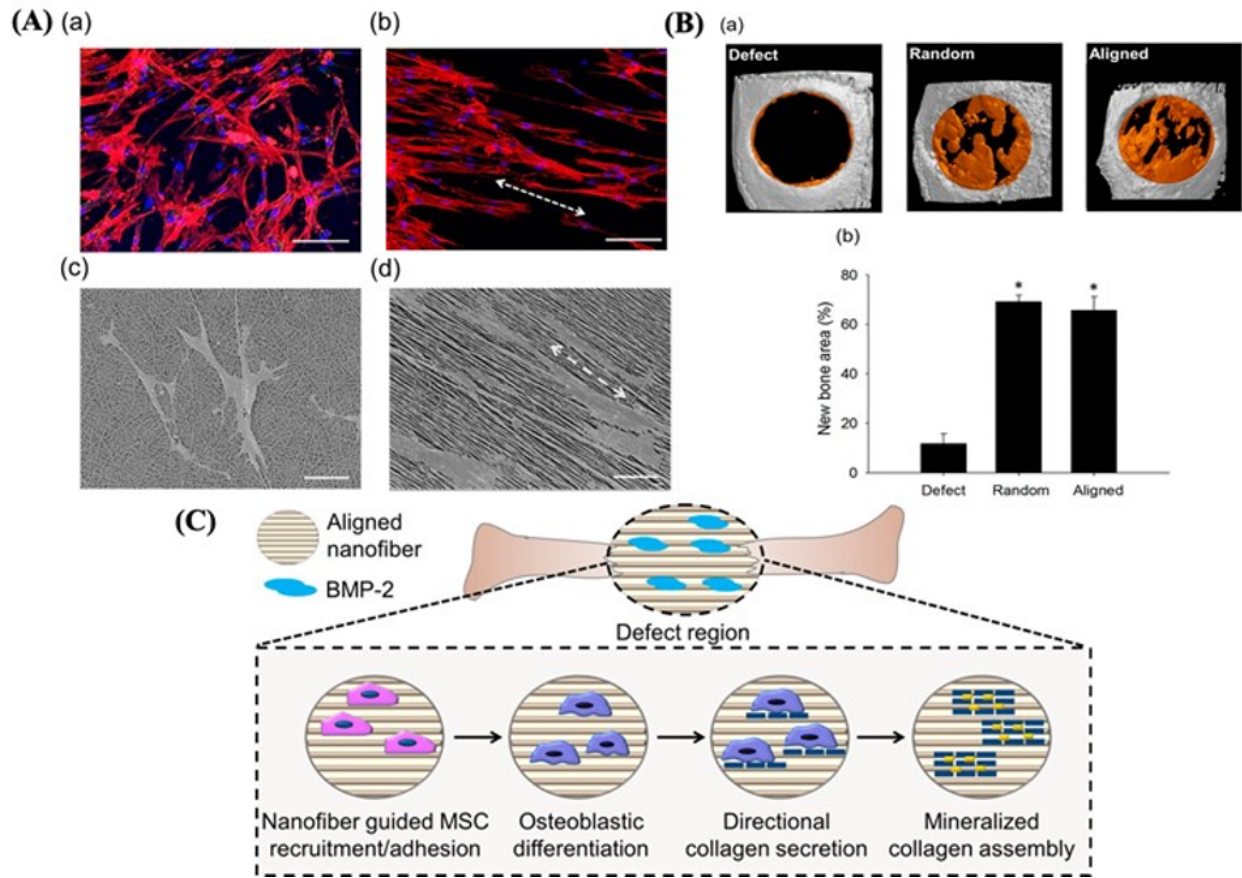 (A) (a)
(b)
(c)
(d)
(B) (a)
Defect
Random
Aligned
(b)
80
60
40
20
0
New bone area (%)
*
*
Defect Random Aligned
(C)
Aligned
nanofiber
BMP-2
Defect region
Nanofiber guided MSC
recruitment/adhesion
Osteoblastic
differentiation
Directional
collagen secretion
Mineralized
collagen assembly